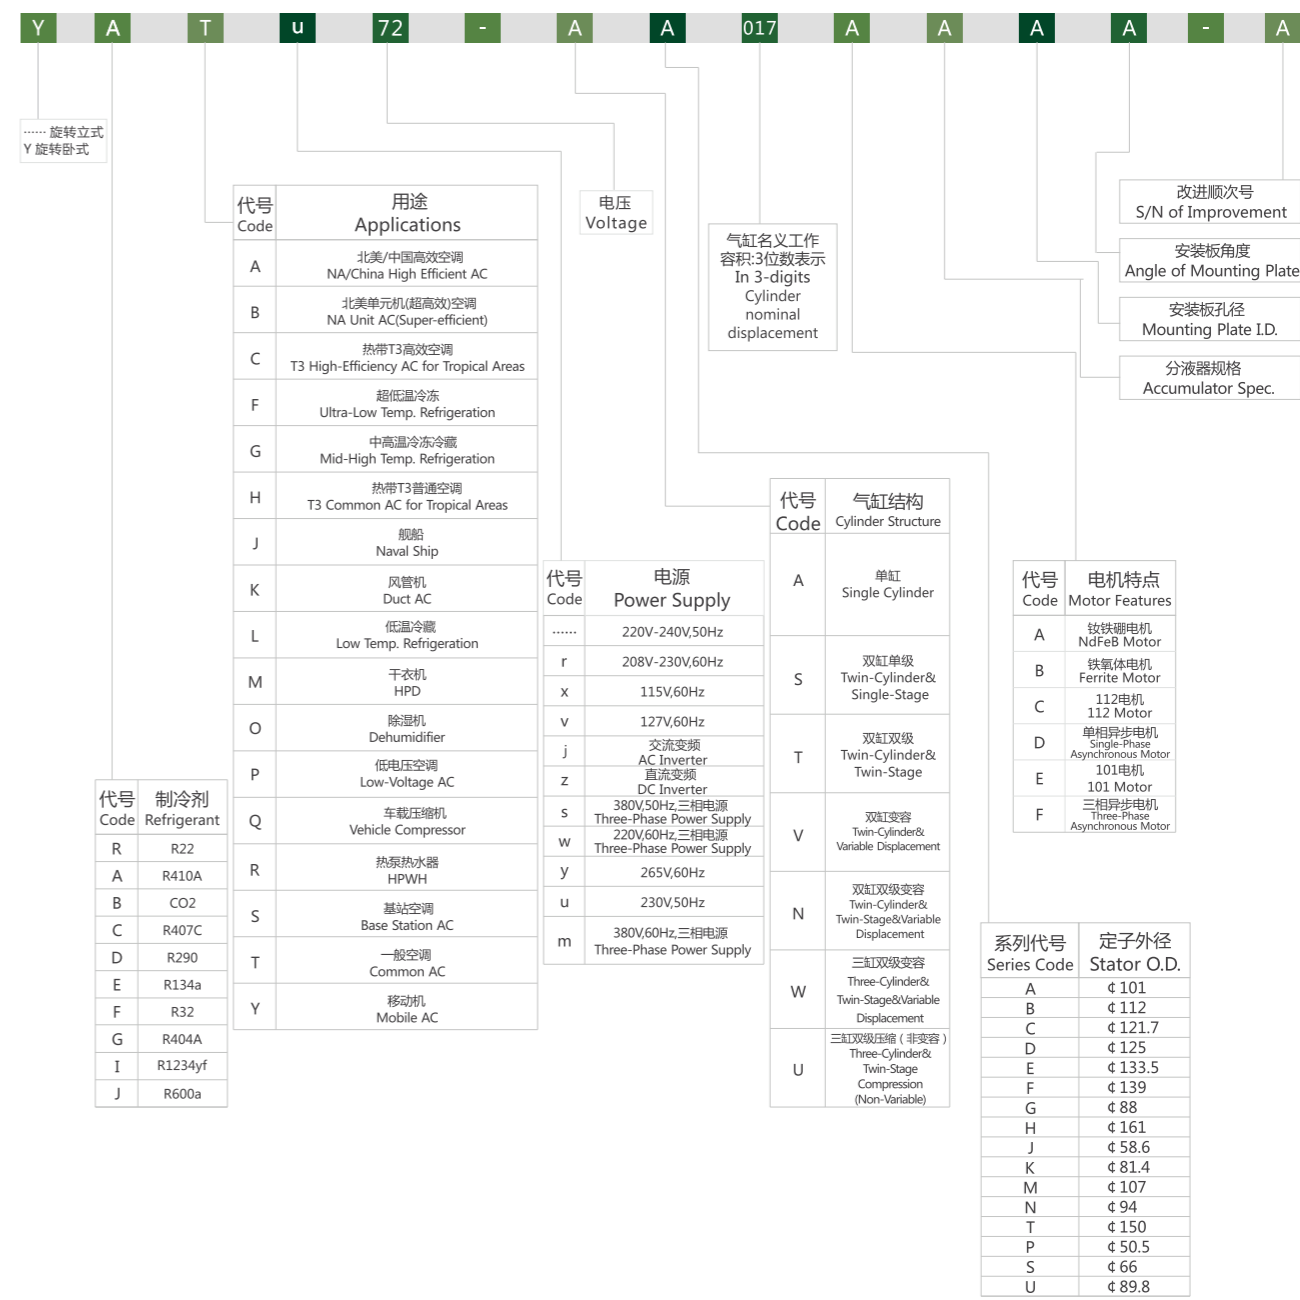 Y A T u 72 - A A 017 A A A A - A
······ 旋转立式
Y 旋转卧式
电压
Voltage
气缸名义工作
容积:3位数表示
In 3-digits
Cylinder
nominal
displacement
改进顺次号
S/N of Improvement
安装板角度
Angle of Mounting Plate
安装板孔径
Mounting Plate I.D.
分液器规格
Accumulator Spec.
代号
Code
用途
Applications
A
北美/中国高效空调
NA/China High Efficient AC
B
北美单元机(超高效)空调
NA Unit AC(Super-efficient)
C
热带T3高效空调
T3 High-Efficiency AC for Tropical Areas
F
超低温冷冻
Ultra-Low Temp. Refrigeration
G
中高温冷冻冷藏
Mid-High Temp. Refrigeration
H
热带T3普通空调
T3 Common AC for Tropical Areas
J
舰船
Naval Ship
K
风管机
Duct AC
L
低温冷藏
Low Temp. Refrigeration
M
干衣机
HPD
O
除湿机
Dehumidifier
P
低电压空调
Low-Voltage AC
Q
车载压缩机
Vehicle Compressor
R
热泵热水器
HPWH
S
基站空调
Base Station AC
T
一般空调
Common AC
Y
移动机
Mobile AC
代号
Code
制冷剂
Refrigerant
R R22
A R410A
B CO2
C R407C
D R290
E R134a
F R32
G R404A
I R1234yf
J R600a
代号
Code
电源
Power Supply
······ 220V-240V,50Hz
r 208V-230V,60Hz
x 115V,60Hz
v 127V,60Hz
j
交流变频
AC Inverter
z
直流变频
DC Inverter
s
380V,50Hz,三相电源
Three-Phase Power Supply
w
220V,60Hz,三相电源
Three-Phase Power Supply
y 265V,60Hz
u 230V,50Hz
m
380V,60Hz,三相电源
Three-Phase Power Supply
代号
Code
气缸结构
Cylinder Structure
A
单缸
Single Cylinder
S
双缸单级
Twin-Cylinder&
Single-Stage
T
双缸双级
Twin-Cylinder&
Twin-Stage
V
双缸变容
Twin-Cylinder&
Variable Displacement
N
双缸双级变容
Twin-Cylinder&
Twin-Stage&Variable
Displacement
W
三缸双级变容
Three-Cylinder&
Twin-Stage&Variable
Displacement
U
三缸双级压缩（非变容）
Three-Cylinder&
Twin-Stage
Compression
(Non-Variable)
代号
Code
电机特点
Motor Features
A
钕铁硼电机
NdFeB Motor
B
铁氧体电机
Ferrite Motor
C
112电机
112 Motor
D
单相异步电机
Single-Phase
Asynchronous Motor
E
101电机
101 Motor
F
三相异步电机
Three-Phase
Asynchronous Motor
系列代号
Series Code
定子外径
Stator O.D.
A ¢101
B ¢112
C ¢121.7
D ¢125
E ¢133.5
F ¢139
G ¢88
H ¢161
J ¢58.6
K ¢81.4
M ¢107
N ¢94
T ¢150
P ¢50.5
S ¢66
U ¢89.8